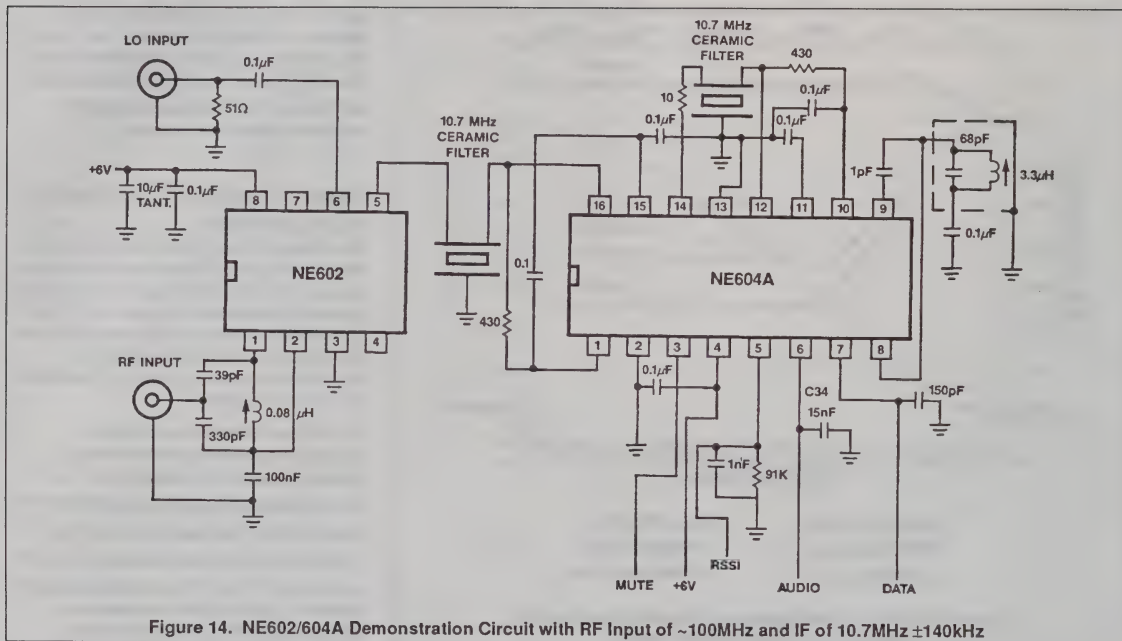 LO INPUT
0.1µF
51Ω
+6V
10µF
TANT.
0.1µF
8
7
6
5
NE602
1
2
3
4
RF INPUT
39pF
330pF
0.08 µH
100nF
10.7 MHz
CERAMIC
FILTER
10.7 MHz
CERAMIC
FILTER
430
10
0.1µF
0.1µF
0.1µF
0.1
430
1pF
68pF
3.3µH
0.1µF
16
15
14
13
12
11
10
9
NE604A
1
2
3
4
5
6
7
8
0.1µF
1nF
91K
C34
15nF
150pF
MUTE
+6V
RSSI
AUDIO
DATA
Figure 14. NE602/604A Demonstration Circuit with RF Input of ~100MHz and IF of 10.7MHz ±140kHz